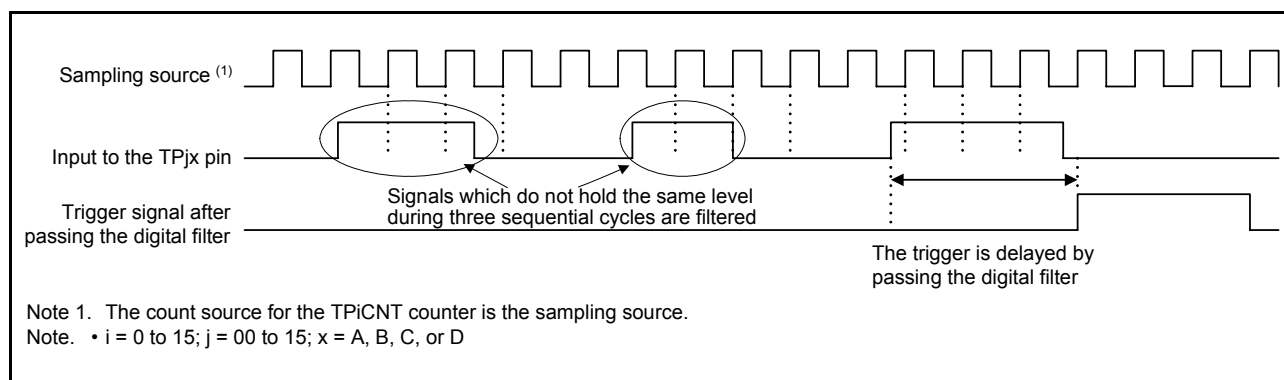 Sampling source (1)
Input to the TPjx pin
Signals which do not hold the same level
during three sequential cycles are filtered
Trigger signal after
passing the digital filter
The trigger is delayed by
passing the digital filter
Note 1. The count source for the TPiCNT counter is the sampling source.
Note. • i = 0 to 15; j = 00 to 15; x = A, B, C, or D